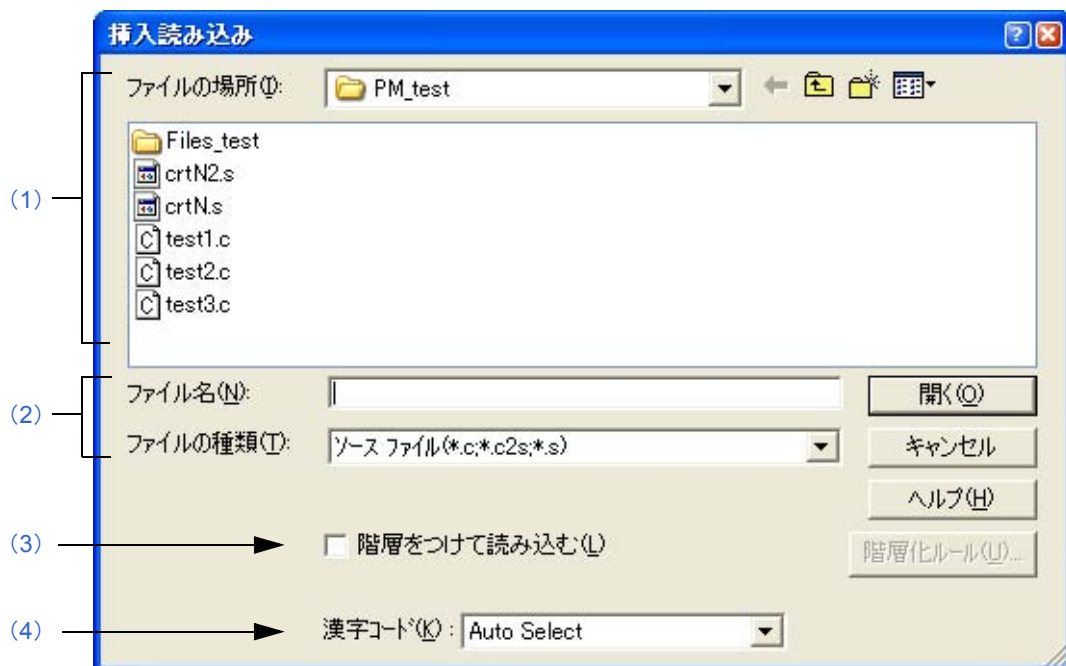 挿入読み込み
(1)
ファイルの場所(I):
PM_test
Files_test
crtN2.s
crtN.s
test1.c
test2.c
test3.c
(2)
ファイル名(N):
開く(O)
ファイルの種類(T):
ソース ファイル(*.c;*.c2s;*.s)
キャンセル
ヘルプ(H)
(3)
階層をつけて読み込む(L)
階層化ルール(U)...
(4)
漢字コード(K) :
Auto Select